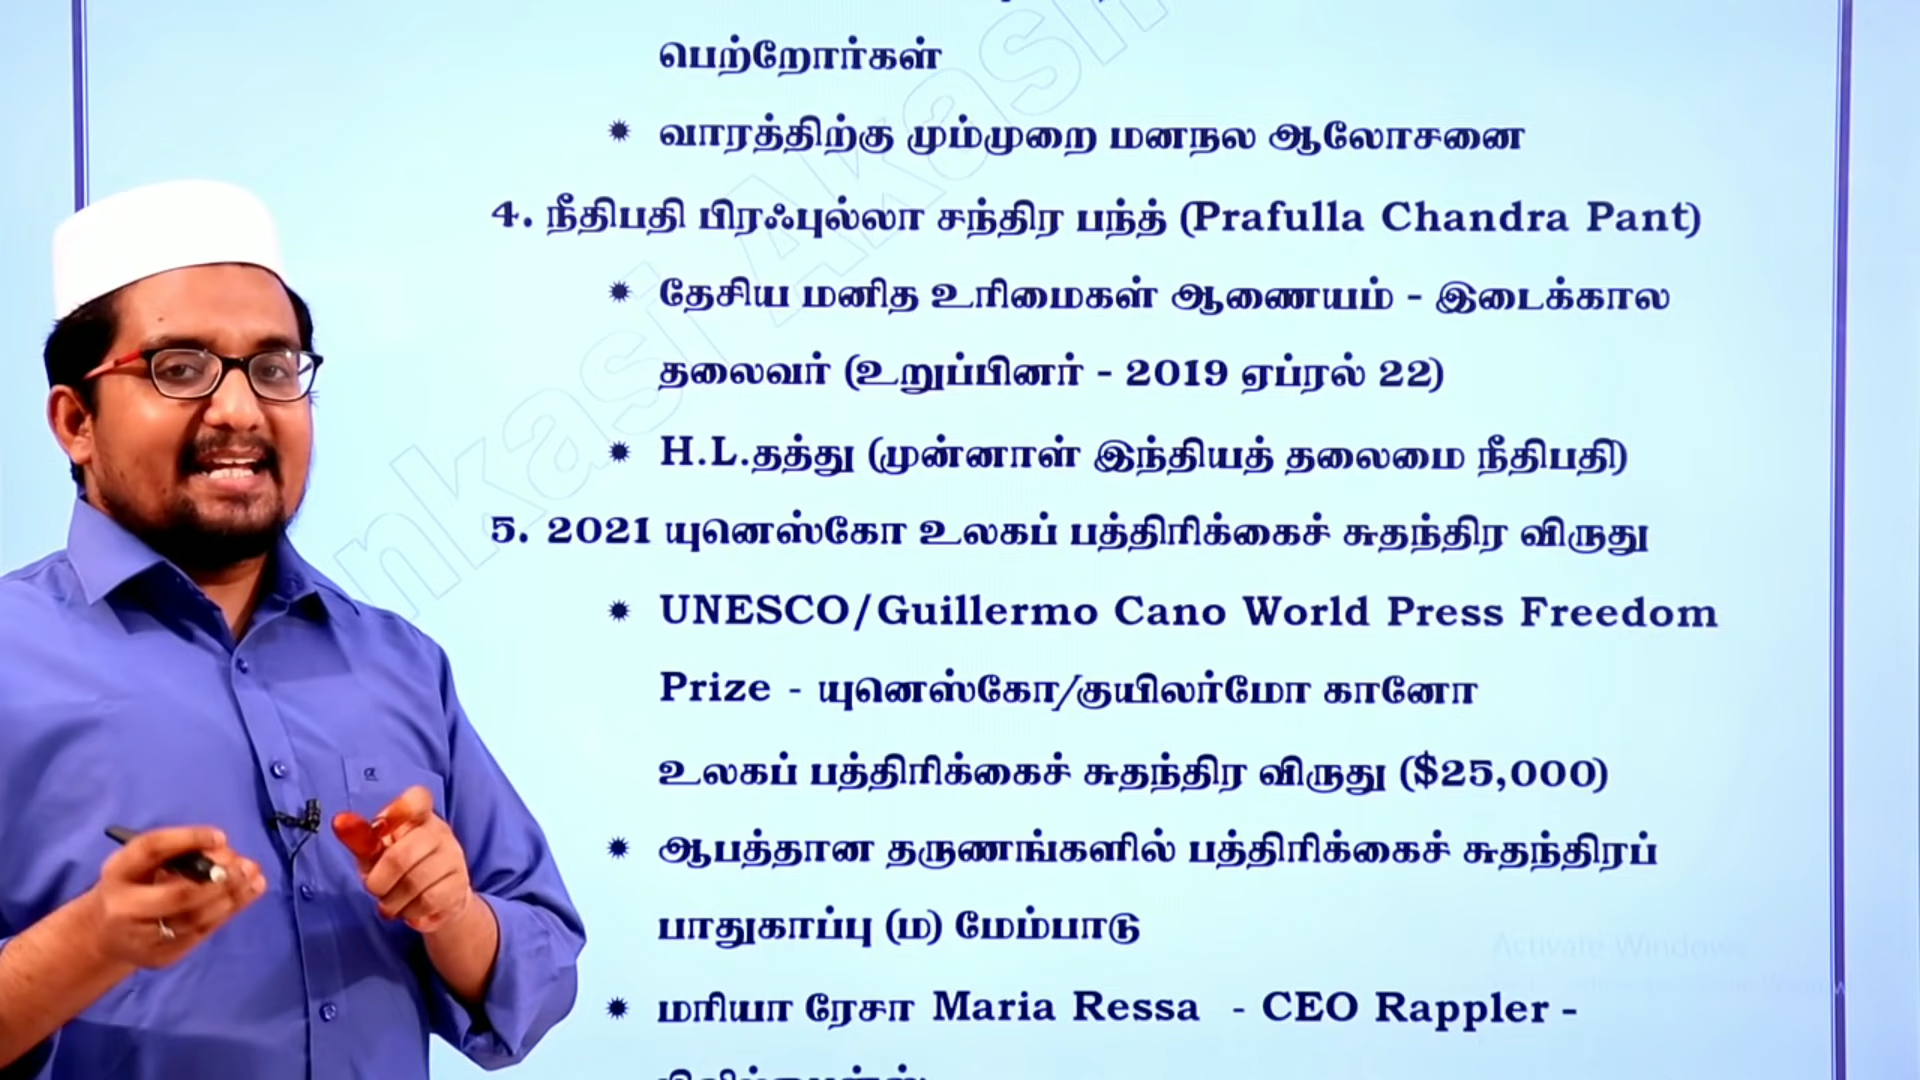 பெற்றோர்கள்
✹ வாரத்திற்கு மும்முறை மனநல ஆலோசனை
4. நீதிபதி பிரஃபுல்லா சந்திர பந்த் (Prafulla Chandra Pant)
✹ தேசிய மனித உரிமைகள் ஆணையம் - இடைக்கால
தலைவர் (உறுப்பினர் - 2019 ஏப்ரல் 22)
✹ H.L.தத்து (முன்னாள் இந்தியத் தலைமை நீதிபதி)
5. 2021 யுனெஸ்கோ உலகப் பத்திரிக்கைச் சுதந்திர விருது
✹ UNESCO/Guillermo Cano World Press Freedom
Prize - யுனெஸ்கோ/குயிலர்மோ கானோ
உலகப் பத்திரிக்கைச் சுதந்திர விருது ($25,000)
✹ ஆபத்தான தருணங்களில் பத்திரிக்கைச் சுதந்திரப்
பாதுகாப்பு (ம) மேம்பாடு
✹ மரியா ரேசா Maria Ressa - CEO Rappler -
Activate Windows